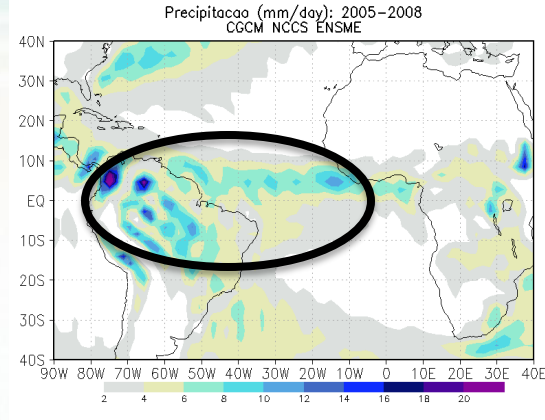 Precipitacao (mm/day): 2005-2008
CGCM NCCS ENSME
40N
30N
20N
10N
EQ
10S
20S
30S
40S
90W 80W 70W 60W 50W 40W 30W 20W 10W 0 10E 20E 30E 40E
2 4 6 8 10 12 14 16 18 20